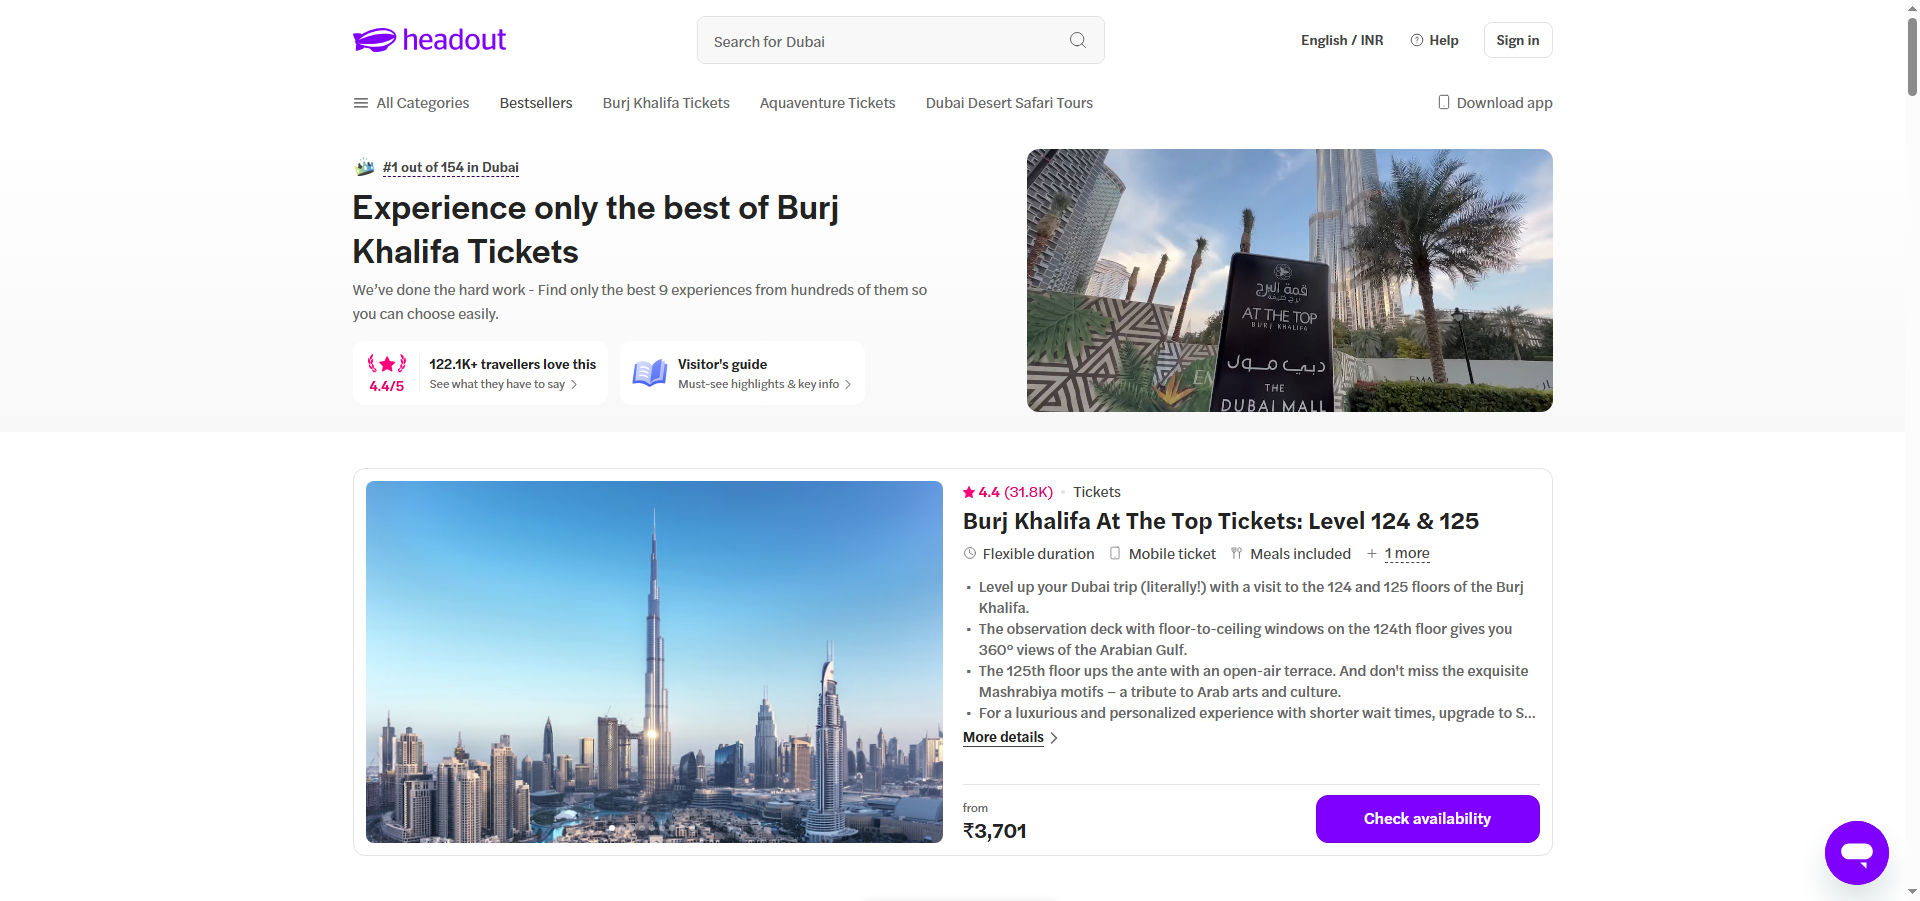 headout
Search for Dubai
English / INR
Help
Sign in
All Categories
Bestsellers
Burj Khalifa Tickets
Aquaventure Tickets
Dubai Desert Safari Tours
Download app
#1 out of 154 in Dubai
Experience only the best of Burj
Khalifa Tickets
We've done the hard work - Find only the best 9 experiences from hundreds of them so
you can choose easily.
4.4/5
122.1K+ travellers love this
See what they have to say
Visitor's guide
Must-see highlights & key info
قمة البرج
برج خليفة
AT THE TOP
BURJ KHALIFA
دبي مول
THE
DUBAI MALL
4.4 (31.8K)
Tickets
Burj Khalifa At The Top Tickets: Level 124 & 125
Flexible duration
Mobile ticket
Meals included
+ 1 more
▪ Level up your Dubai trip (literally!) with a visit to the 124 and 125 floors of the Burj
Khalifa.
▪ The observation deck with floor-to-ceiling windows on the 124th floor gives you
360° views of the Arabian Gulf.
▪ The 125th floor ups the ante with an open-air terrace. And don't miss the exquisite
Mashrabiya motifs – a tribute to Arab arts and culture.
▪ For a luxurious and personalized experience with shorter wait times, upgrade to S...
More details
from
₹3,701
Check availability